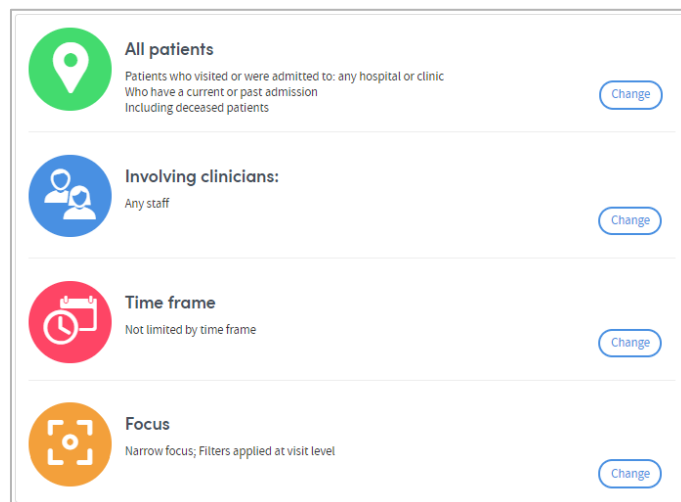 All patients
Patients who visited or were admitted to: any hospital or clinic
Who have a current or past admission
Including deceased patients
Change
Involving clinicians:
Any staff
Change
Time frame
Not limited by time frame
Change
Focus
Narrow focus; Filters applied at visit level
Change